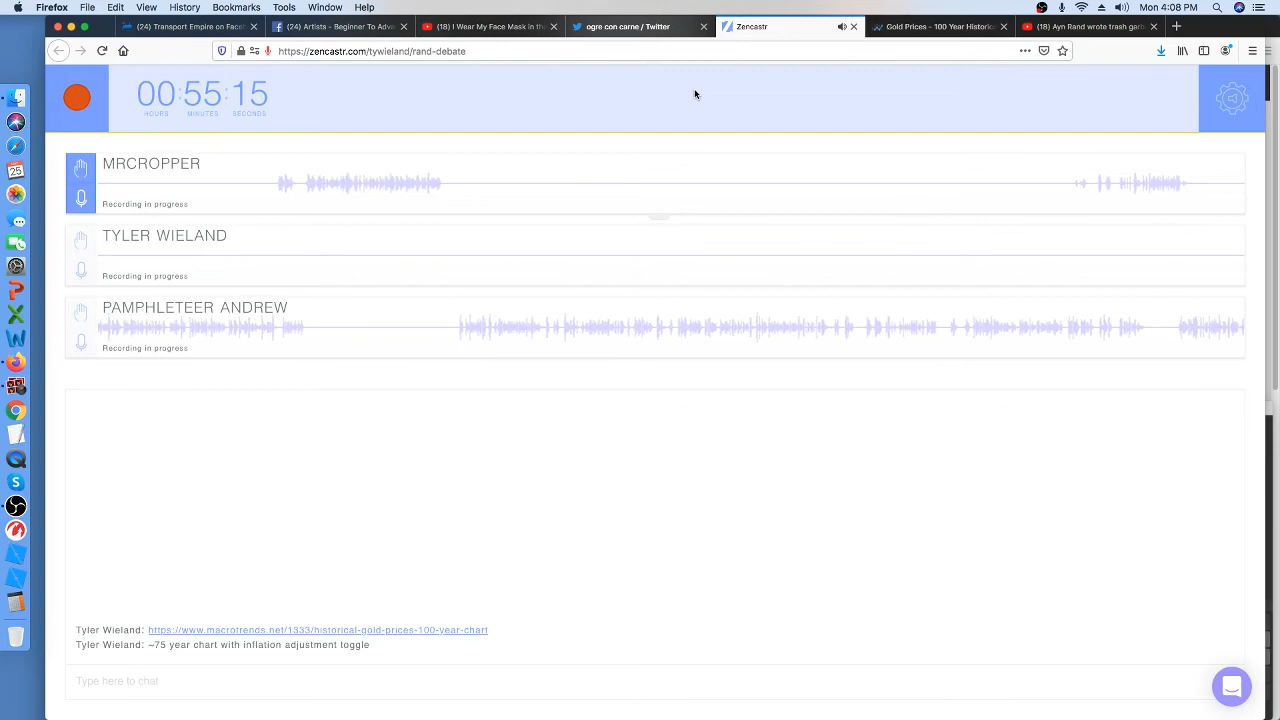 Firefox File Edit View History Bookmarks Tools Window Help Mon 4:08 PM
(24) Transport Empire on Faceb (24) Artists - Beginner To Adva (18) I Wear My Face Mask in th ogre con carne / Twitter Zencastr Gold Prices - 100 Year Historic (18) Ayn Rand wrote trash garb
https://zencastr.com/tywieland/rand-debate
00:55:15
HOURS MINUTES SECONDS
MRCROPPER
Recording in progress
TYLER WIELAND
Recording in progress
PAMPHLETEER ANDREW
Recording in progress
Tyler Wieland: https://www.macrotrends.net/1333/historical-gold-prices-100-year-chart
Tyler Wieland: ~75 year chart with inflation adjustment toggle
Type here to chat